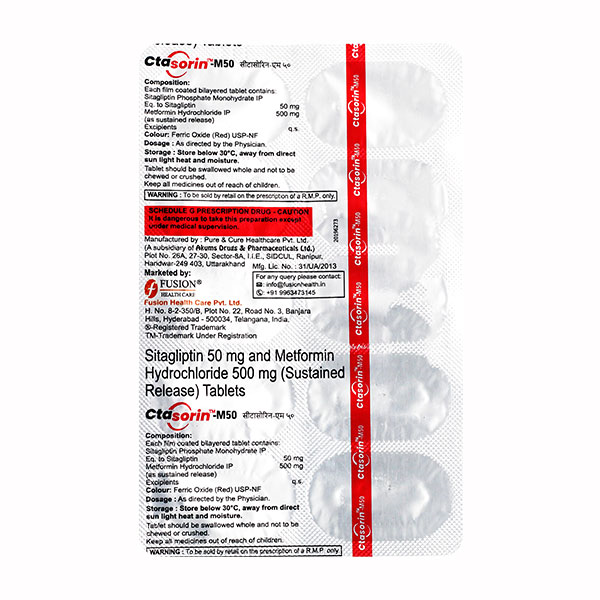 Ctasorin™-M50 सीटासोरिन-एम ५०
Composition:
Each film coated bilayered tablet contains:
Sitagliptin Phosphate Monohydrate IP
Eq. to Sitagliptin 50 mg
Metformin Hydrochloride IP 500 mg
(as sustained release)
Excipients q.s.
Colour: Ferric Oxide (Red) USP-NF
Dosage : As directed by the Physician.
Storage : Store below 30°C, away from direct
sun light heat and moisture.
Tablet should be swallowed whole and not to be
chewed or crushed.
Keep all medicines out of reach of children.
WARNING : To be sold by retail on the prescription of a R.M.P. only.
SCHEDULE G PRESCRIPTION DRUG - CAUTION
It is dangerous to take this preparation except
under medical supervision.
Manufactured by : Pure & Cure Healthcare Pvt. Ltd.
(A subsidiary of Akums Drugs & Pharmaceuticals Ltd.)
Plot No. 26A, 27-30, Sector-8A, I.I.E., SIDCUL, Ranipur,
Haridwar-249 403, Uttarakhand Mfg. Lic. No. : 31/UA/2013
Marketed by:
FUSION®
HEALTH CARE
For any query please contact:
info@fusionhealth.in
+91 9963473145
Fusion Health Care Pvt. Ltd.
H. No. 8-2-350/B, Plot No. 22, Road No. 3, Banjara
Hills, Hyderabad - 500034, Telangana, India.
®-Registered Trademark
TM-Trademark Under Registration
Sitagliptin 50 mg and Metformin
Hydrochloride 500 mg (Sustained
Release) Tablets
Ctasorin™-M50 सीटासोरिन-एम ५०
Composition:
Each film coated bilayered tablet contains:
Sitagliptin Phosphate Monohydrate IP
Eq. to Sitagliptin 50 mg
Metformin Hydrochloride IP 500 mg
(as sustained release)
Excipients q.s.
Colour: Ferric Oxide (Red) USP-NF
Dosage : As directed by the Physician.
Storage : Store below 30°C, away from direct
sun light heat and moisture.
Tablet should be swallowed whole and not to be
chewed or crushed.
Keep all medicines out of reach of children.
WARNING : To be sold by retail on the prescription of a R.M.P. only
Ctasorin™-M50
Ctasorin™-M50
Ctasorin™-M50
Ctasorin™-M50
Ctasorin™-M50
Ctasorin™-M50